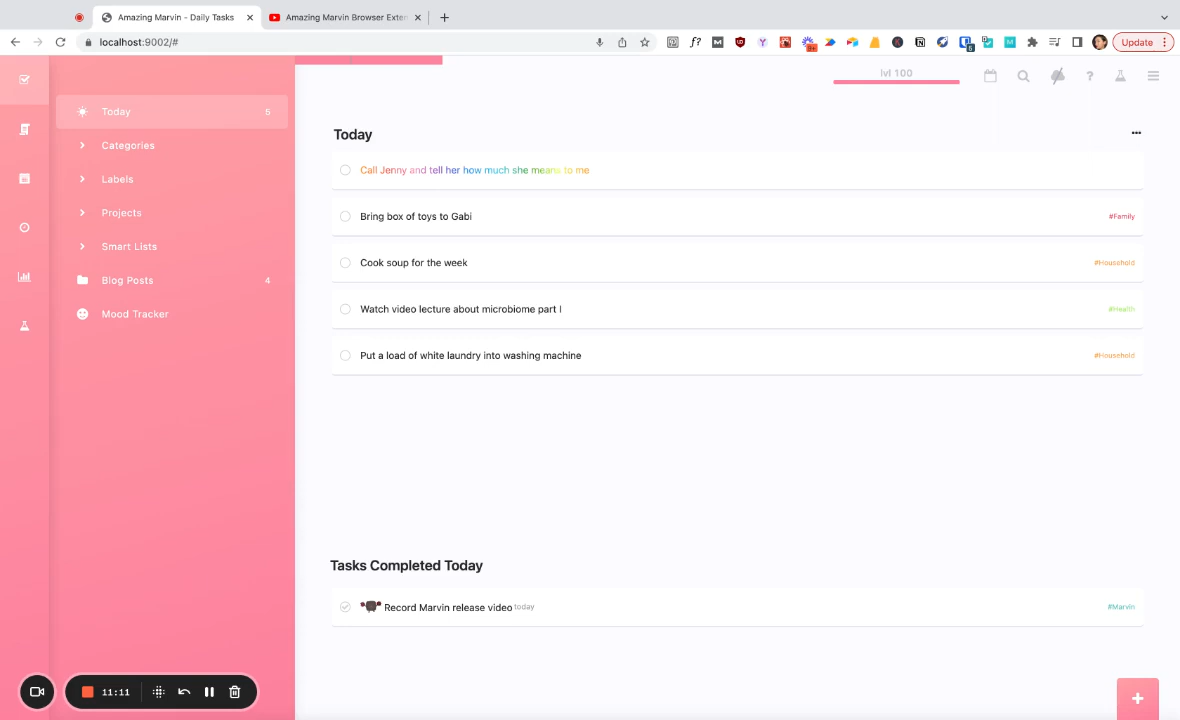 Amazing Marvin - Daily Tasks
Amazing Marvin Browser Exten
localhost:9002/#
Update
lvl 100
Today 5
Categories
Labels
Projects
Smart Lists
Blog Posts 4
Mood Tracker
Today
Call Jenny and tell her how much she means to me
Bring box of toys to Gabi #Family
Cook soup for the week #Household
Watch video lecture about microbiome part I #Health
Put a load of white laundry into washing machine #Household
Tasks Completed Today
Record Marvin release video today #Marvin
11:11